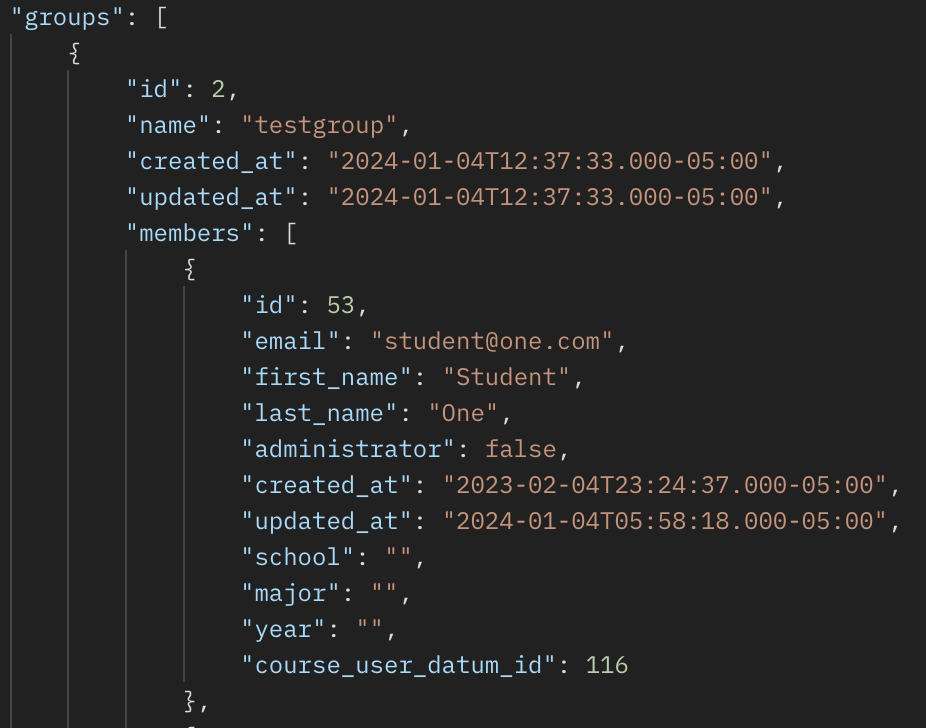 "groups": [
{
"id": 2,
"name": "testgroup",
"created_at": "2024-01-04T12:37:33.000-05:00",
"updated_at": "2024-01-04T12:37:33.000-05:00",
"members": [
{
"id": 53,
"email": "student@one.com",
"first_name": "Student",
"last_name": "One",
"administrator": false,
"created_at": "2023-02-04T23:24:37.000-05:00",
"updated_at": "2024-01-04T05:58:18.000-05:00",
"school": "",
"major": "",
"year": "",
"course_user_datum_id": 116
},